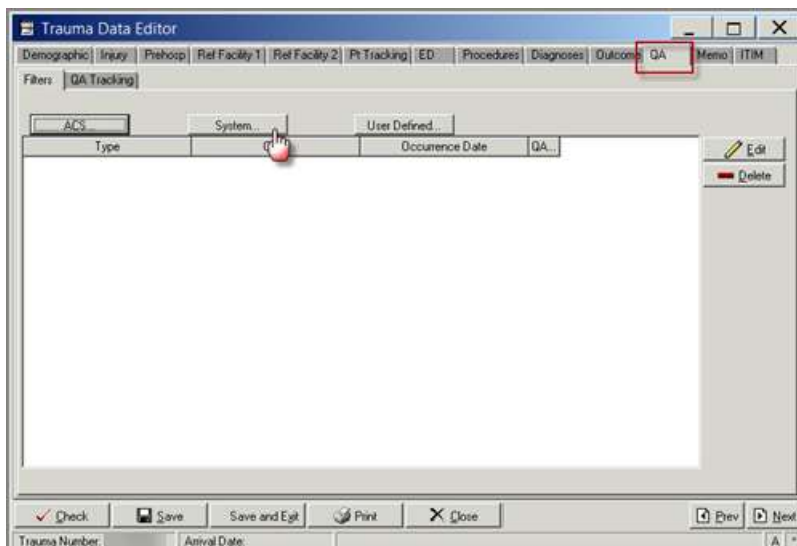 Trauma Data Editor
Demographic Injury Prehosp Ref Facility 1 Ref Facility 2 Pt Tracking ED Procedures Diagnoses Outcome QA Memo ITIM
Filters QA Tracking
ACS... System... User Defined...
Type Occurrence Date QA...
Edit
Delete
Check Save Save and Exit Print Close Prev Next
Trauma Number: Arrival Date: A